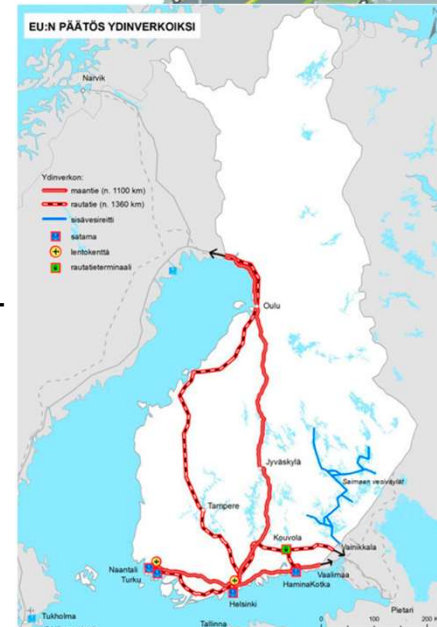 EU:N PÄÄTÖS YDINVERKOIKSI
Narvik
Ydinverkon:
maantie (n. 1100 km)
rautatie (n. 1360 km)
sisävesireitti
satama
lentokenttä
rautatieterminaali
Oulu
Jyväskylä
Saimaan vesiväylät
Tampere
Kouvola
Vainikkala
Naantali
Turku
Vaalimaa
HaminaKotka
Helsinki
Pietari
Tukholma
Tallinna
0 100 200